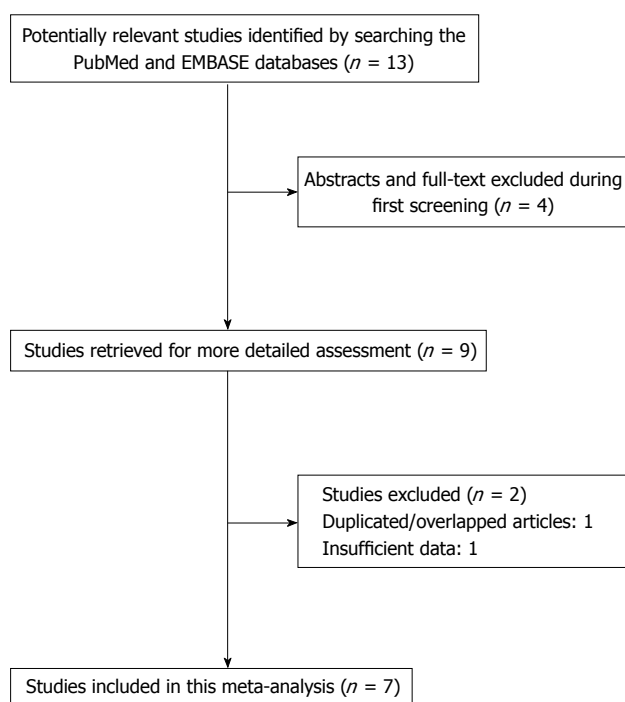 Potentially relevant studies identified by searching the
PubMed and EMBASE databases (n = 13)
Abstracts and full-text excluded during
first screening (n = 4)
Studies retrieved for more detailed assessment (n = 9)
Studies excluded (n = 2)
Duplicated/overlapped articles: 1
Insufficient data: 1
Studies included in this meta-analysis (n = 7)